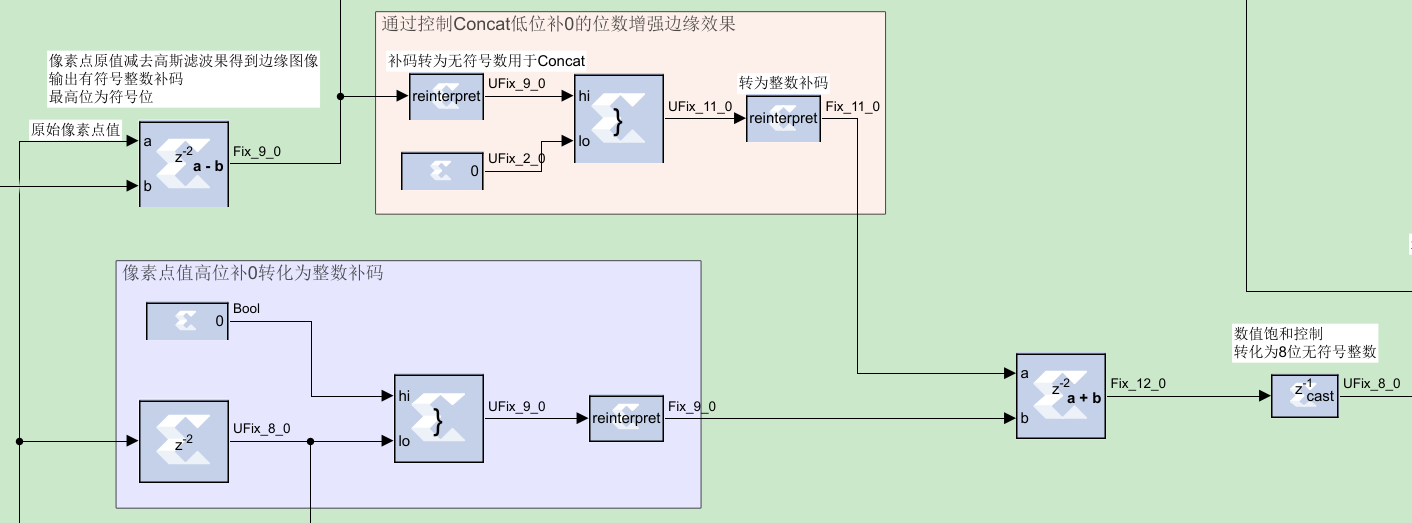 通过控制Concat低位补0的位数增强边缘效果
像素点原值减去高斯滤波果得到边缘图像
输出有符号整数补码
最高位为符号位
补码转为无符号数用于Concat
转为整数补码
原始像素点值
reinterpret
UFix_9_0
hi
lo
}
UFix_11_0
reinterpret
Fix_11_0
0
UFix_2_0
a
b
z-2
a - b
Fix_9_0
像素点值高位补0转化为整数补码
0
Bool
hi
lo
}
UFix_9_0
reinterpret
Fix_9_0
z-2
UFix_8_0
a
b
z-2
a + b
Fix_12_0
数值饱和控制
转化为8位无符号整数
z-1
cast
UFix_8_0